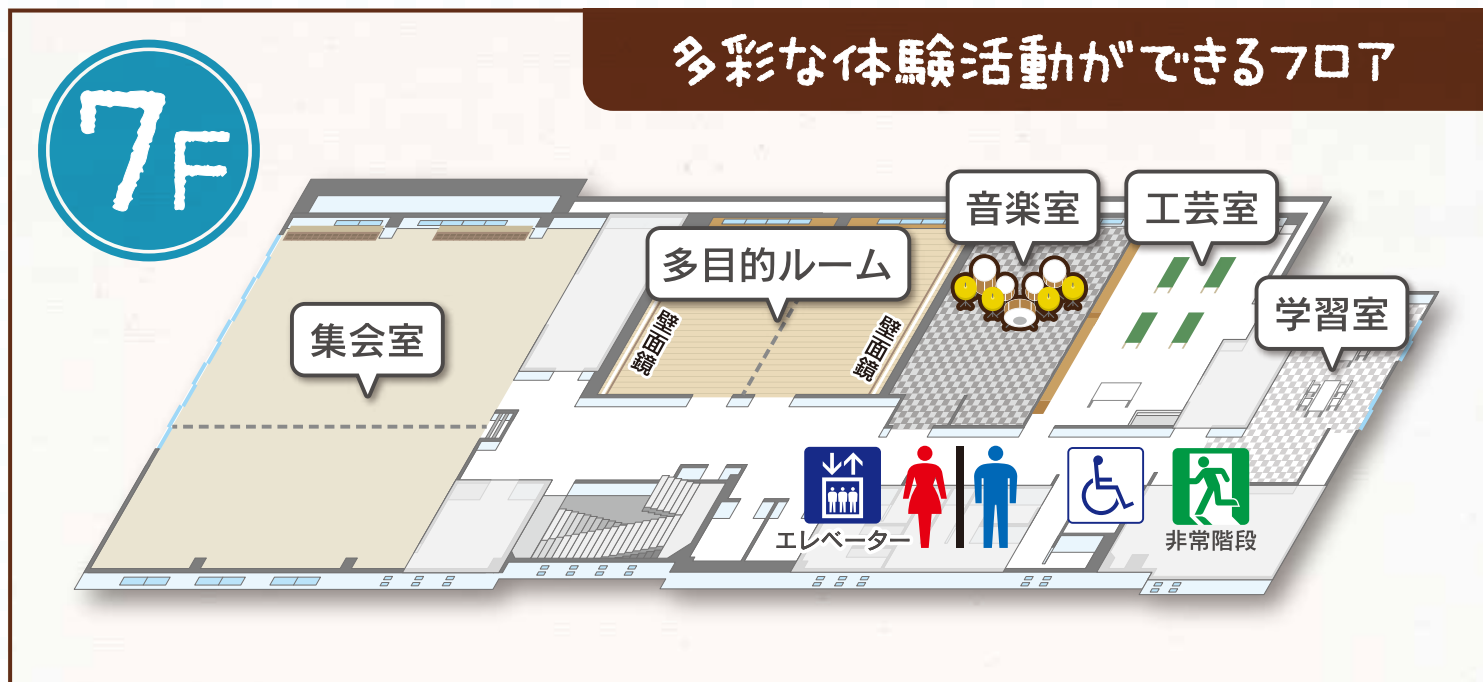 7F
多彩な体験活動ができるフロア
音楽室
工芸室
多目的ルーム
学習室
集会室
壁面鏡
壁面鏡
エレベーター
非常階段